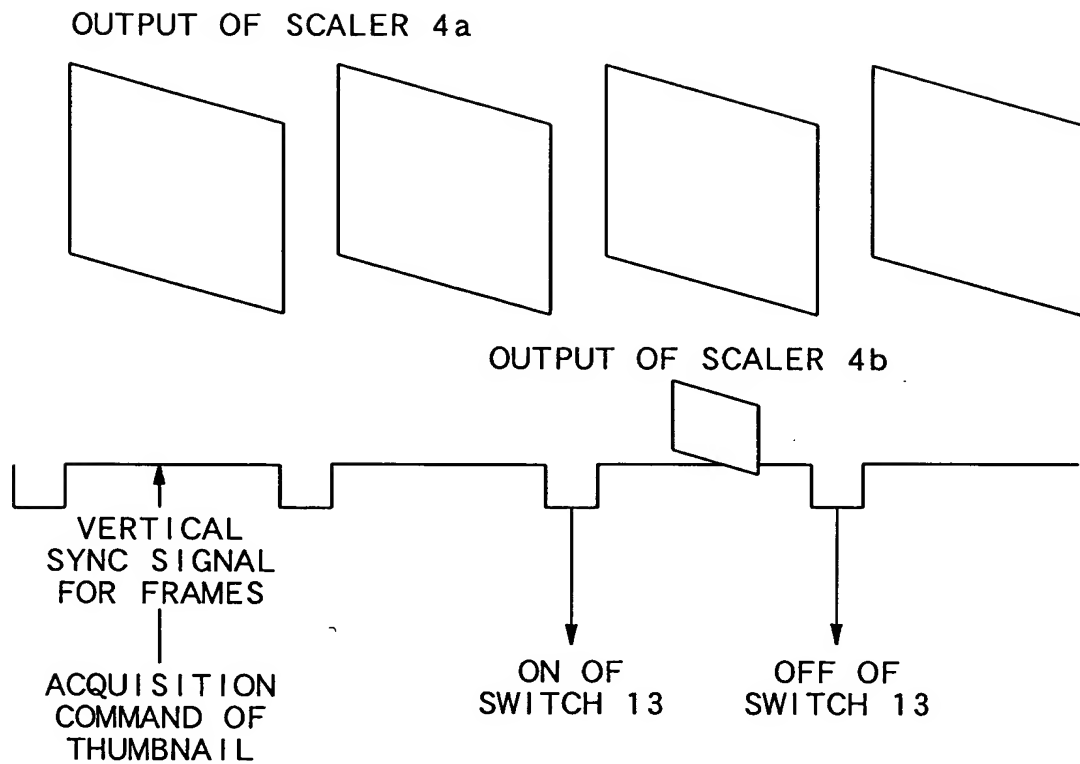 OUTPUT OF SCALER 4a
OUTPUT OF SCALER 4b
VERTICAL
SYNC SIGNAL
FOR FRAMES
ACQUISITION
COMMAND OF
THUMBNAIL
ON OF
SWITCH 13
OFF OF
SWITCH 13